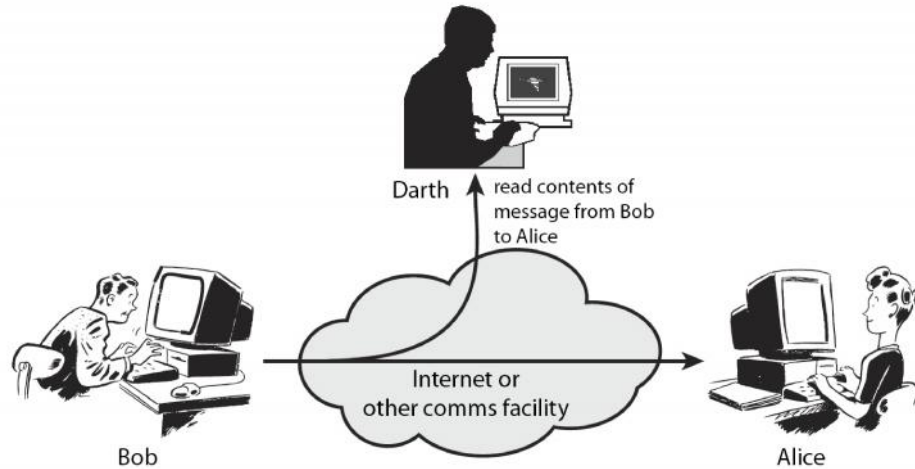 Darth
read contents of
message from Bob
to Alice
Internet or
other comms facility
Bob
Alice